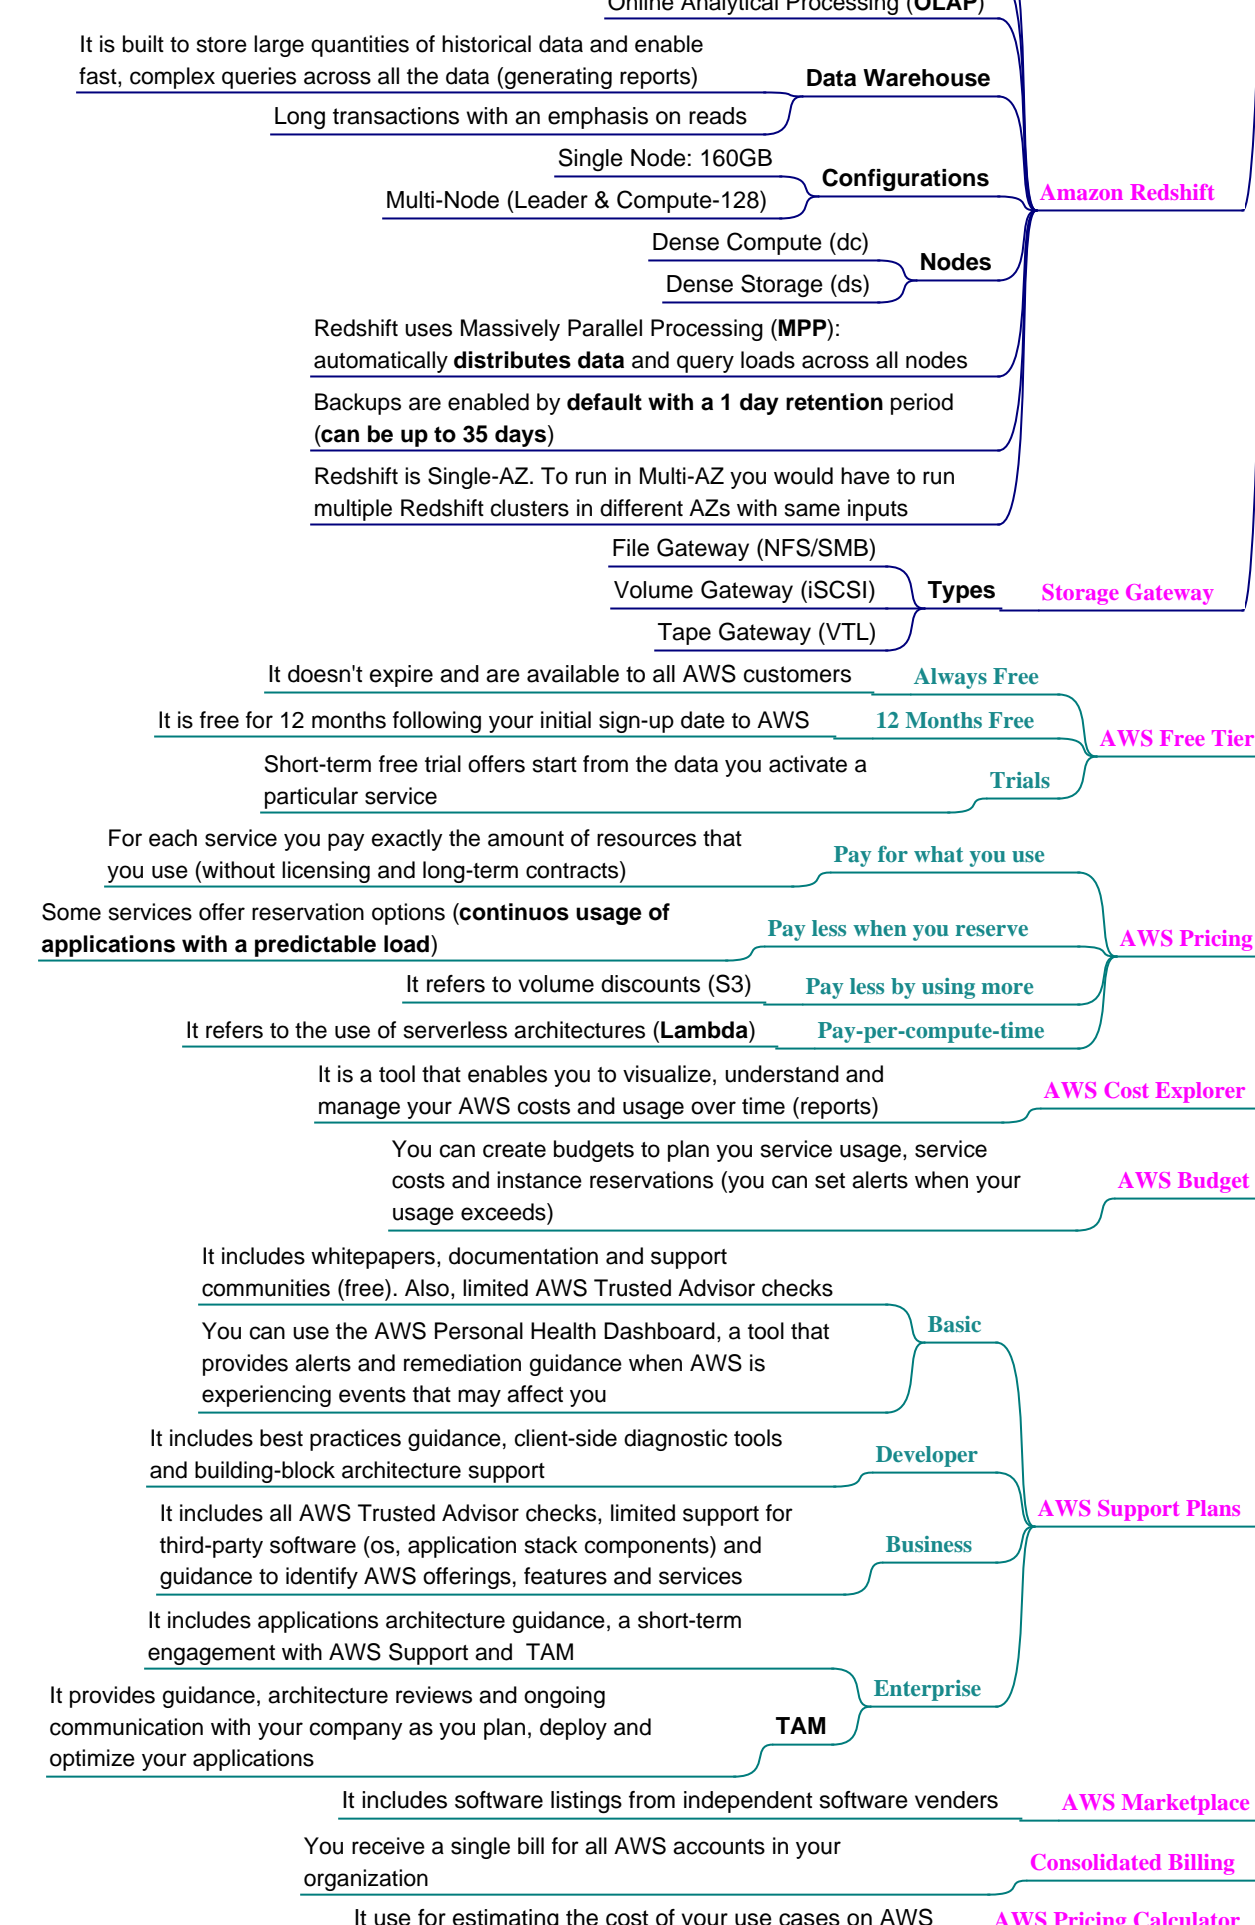 Online Analytical Processing (OLAP)
It is built to store large quantities of historical data and enable
fast, complex queries across all the data (generating reports)
Data Warehouse
Long transactions with an emphasis on reads
Single Node: 160GB
Configurations
Multi-Node (Leader & Compute-128)
Amazon Redshift
Dense Compute (dc)
Nodes
Dense Storage (ds)
Redshift uses Massively Parallel Processing (MPP):
automatically distributes data and query loads across all nodes
Backups are enabled by default with a 1 day retention period
(can be up to 35 days)
Redshift is Single-AZ. To run in Multi-AZ you would have to run
multiple Redshift clusters in different AZs with same inputs
File Gateway (NFS/SMB)
Volume Gateway (iSCSI)
Types
Storage Gateway
Tape Gateway (VTL)
It doesn't expire and are available to all AWS customers
Always Free
It is free for 12 months following your initial sign-up date to AWS
12 Months Free
AWS Free Tier
Short-term free trial offers start from the data you activate a
particular service
Trials
For each service you pay exactly the amount of resources that
you use (without licensing and long-term contracts)
Pay for what you use
Some services offer reservation options (continuos usage of
applications with a predictable load)
Pay less when you reserve
AWS Pricing
It refers to volume discounts (S3)
Pay less by using more
It refers to the use of serverless architectures (Lambda)
Pay-per-compute-time
It is a tool that enables you to visualize, understand and
manage your AWS costs and usage over time (reports)
AWS Cost Explorer
You can create budgets to plan you service usage, service
costs and instance reservations (you can set alerts when your
usage exceeds)
AWS Budget
It includes whitepapers, documentation and support
communities (free). Also, limited AWS Trusted Advisor checks
Basic
You can use the AWS Personal Health Dashboard, a tool that
provides alerts and remediation guidance when AWS is
experiencing events that may affect you
It includes best practices guidance, client-side diagnostic tools
and building-block architecture support
Developer
AWS Support Plans
It includes all AWS Trusted Advisor checks, limited support for
third-party software (os, application stack components) and
guidance to identify AWS offerings, features and services
Business
It includes applications architecture guidance, a short-term
engagement with AWS Support and  TAM
Enterprise
It provides guidance, architecture reviews and ongoing
communication with your company as you plan, deploy and
optimize your applications
TAM
It includes software listings from independent software venders
AWS Marketplace
You receive a single bill for all AWS accounts in your
organization
Consolidated Billing
It use for estimating the cost of your use cases on AWS
AWS Pricing Calculator